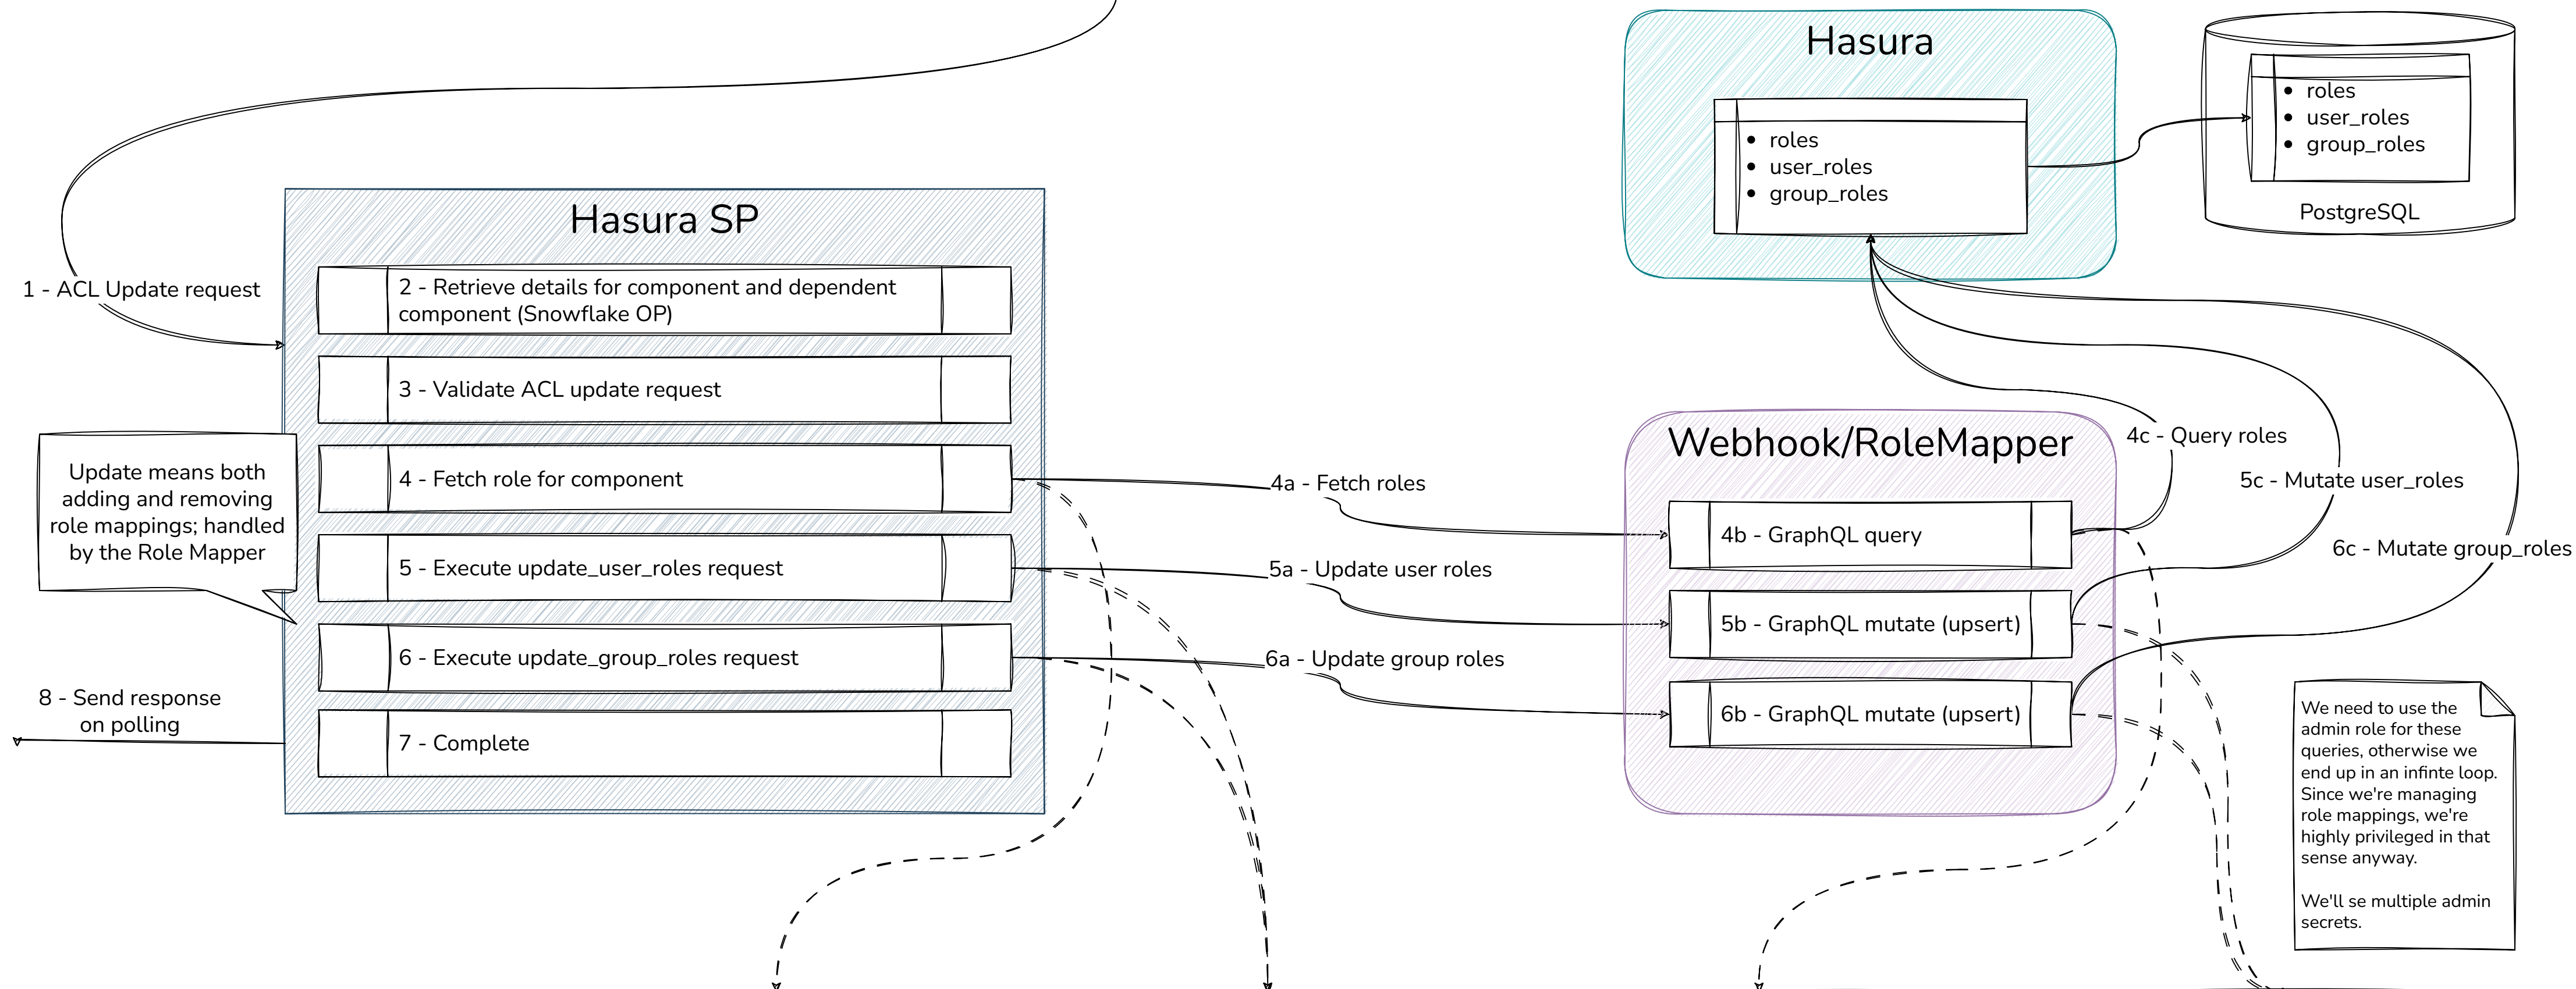 Hasura
roles
user_roles
group_roles
roles
user_roles
group_roles
PostgreSQL
Hasura SP
1 - ACL Update request
2 - Retrieve details for component and dependent
component (Snowflake OP)
3 - Validate ACL update request
4 - Fetch role for component
5 - Execute update_user_roles request
6 - Execute update_group_roles request
7 - Complete
Update means both
adding and removing
role mappings; handled
by the Role Mapper
8 - Send response
on polling
4a - Fetch roles
5a - Update user roles
6a - Update group roles
Webhook/RoleMapper
4b - GraphQL query
5b - GraphQL mutate (upsert)
6b - GraphQL mutate (upsert)
4c - Query roles
5c - Mutate user_roles
6c - Mutate group_roles
We need to use the
admin role for these
queries, otherwise we
end up in an infinte loop.
Since we're managing
role mappings, we're
highly privileged in that
sense anyway.
We'll se multiple admin
secrets.